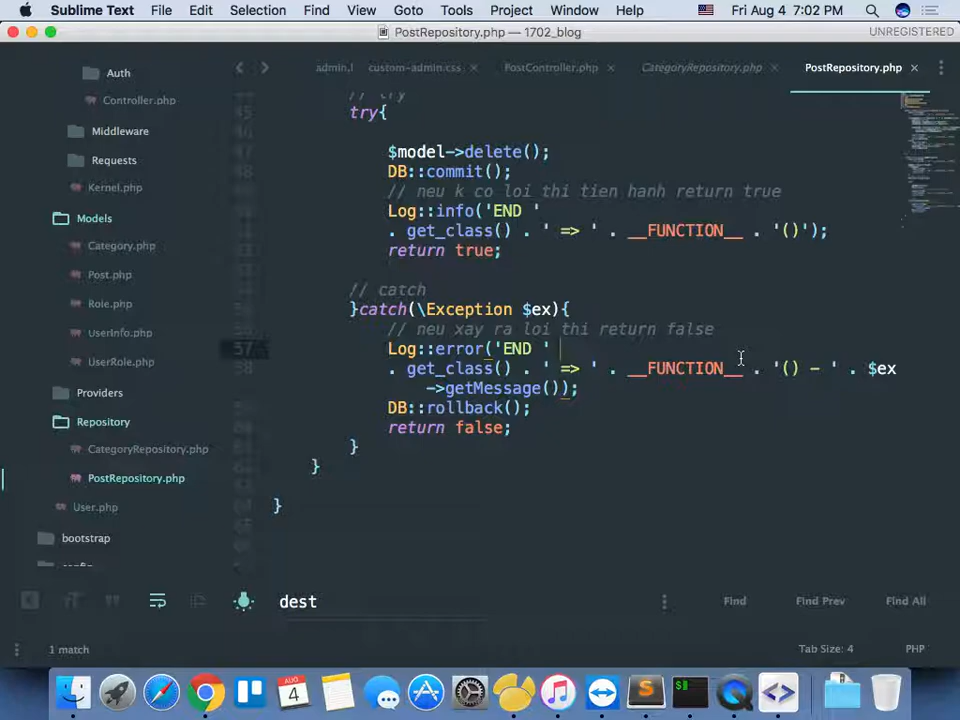 Sublime Text File Edit Selection Find View Goto Tools Project Window Help Fri Aug 4 7:02 PM
PostRepository.php — 1702_blog UNREGISTERED
admin.l custom-admin.css PostController.php CategoryRepository.php PostRepository.php
Auth
Controller.php
Middleware
Requests
Kernel.php
Models
Category.php
Post.php
Role.php
UserInfo.php
UserRole.php
Providers
Repository
CategoryRepository.php
PostRepository.php
User.php
bootstrap
// try
try{
$model->delete();
DB::commit();
// neu k co loi thi tien hanh return true
Log::info('END '
. get_class() . ' => ' . __FUNCTION__ . '()');
return true;
// catch
}catch(\Exception $ex){
// neu xay ra loi thi return false
57 Log::error('END '
. get_class() . ' => ' . __FUNCTION__ . '() - ' . $ex
->getMessage());
DB::rollback();
return false;
}
}
}
dest Find Find Prev Find All
1 match Tab Size: 4 PHP
AUG
4